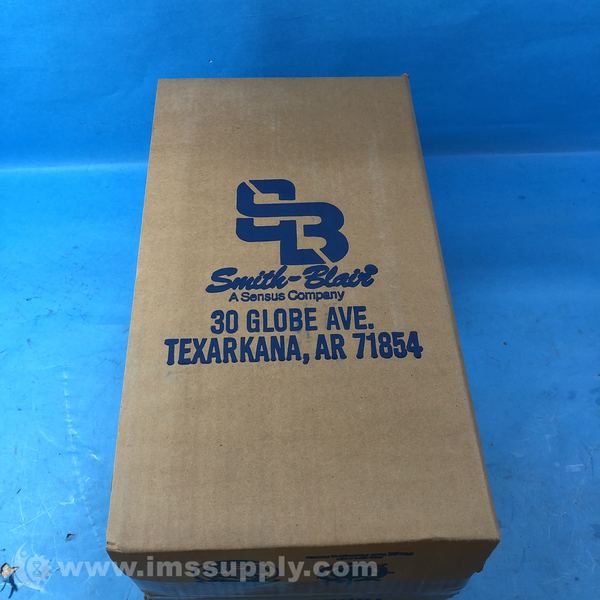 SB
Smith-Blair
A Sensus Company
30 GLOBE AVE.
TEXARKANA, AR 71854
www.imssupply.com